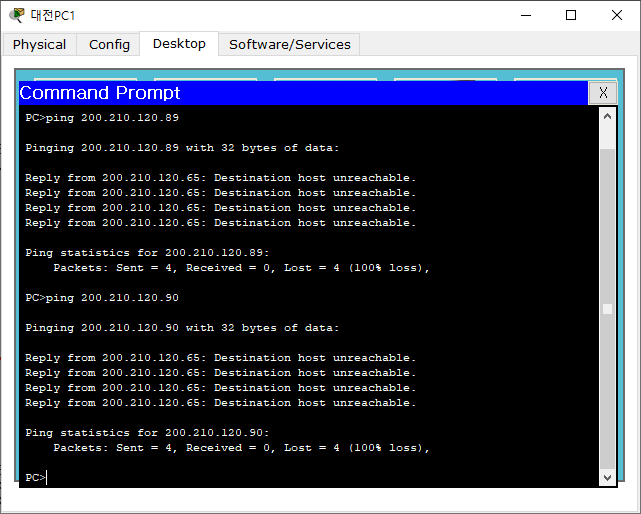 대전PC1
Physical Config Desktop Software/Services
Command Prompt X
PC>ping 200.210.120.89
Pinging 200.210.120.89 with 32 bytes of data:
Reply from 200.210.120.65: Destination host unreachable.
Reply from 200.210.120.65: Destination host unreachable.
Reply from 200.210.120.65: Destination host unreachable.
Reply from 200.210.120.65: Destination host unreachable.
Ping statistics for 200.210.120.89:
Packets: Sent = 4, Received = 0, Lost = 4 (100% loss),
PC>ping 200.210.120.90
Pinging 200.210.120.90 with 32 bytes of data:
Reply from 200.210.120.65: Destination host unreachable.
Reply from 200.210.120.65: Destination host unreachable.
Reply from 200.210.120.65: Destination host unreachable.
Reply from 200.210.120.65: Destination host unreachable.
Ping statistics for 200.210.120.90:
Packets: Sent = 4, Received = 0, Lost = 4 (100% loss),
PC>